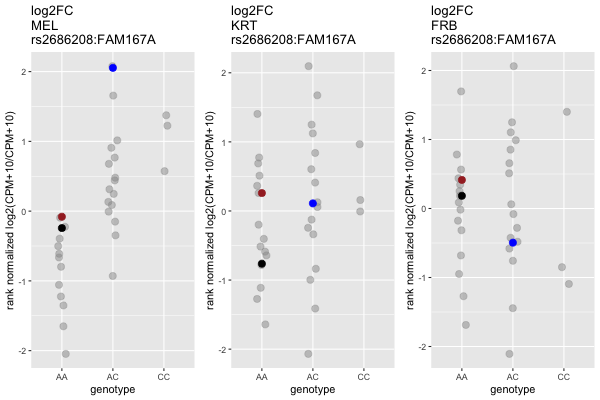 log2FC
MEL
rs2686208:FAM167A
rank normalized log2(CPM+10/CPM+10)
2
1
0
-1
-2
AA
AC
CC
genotype
log2FC
KRT
rs2686208:FAM167A
rank normalized log2(CPM+10/CPM+10)
2
1
0
-1
-2
AA
AC
CC
genotype
log2FC
FRB
rs2686208:FAM167A
rank normalized log2(CPM+10/CPM+10)
2
1
0
-1
-2
AA
AC
CC
genotype